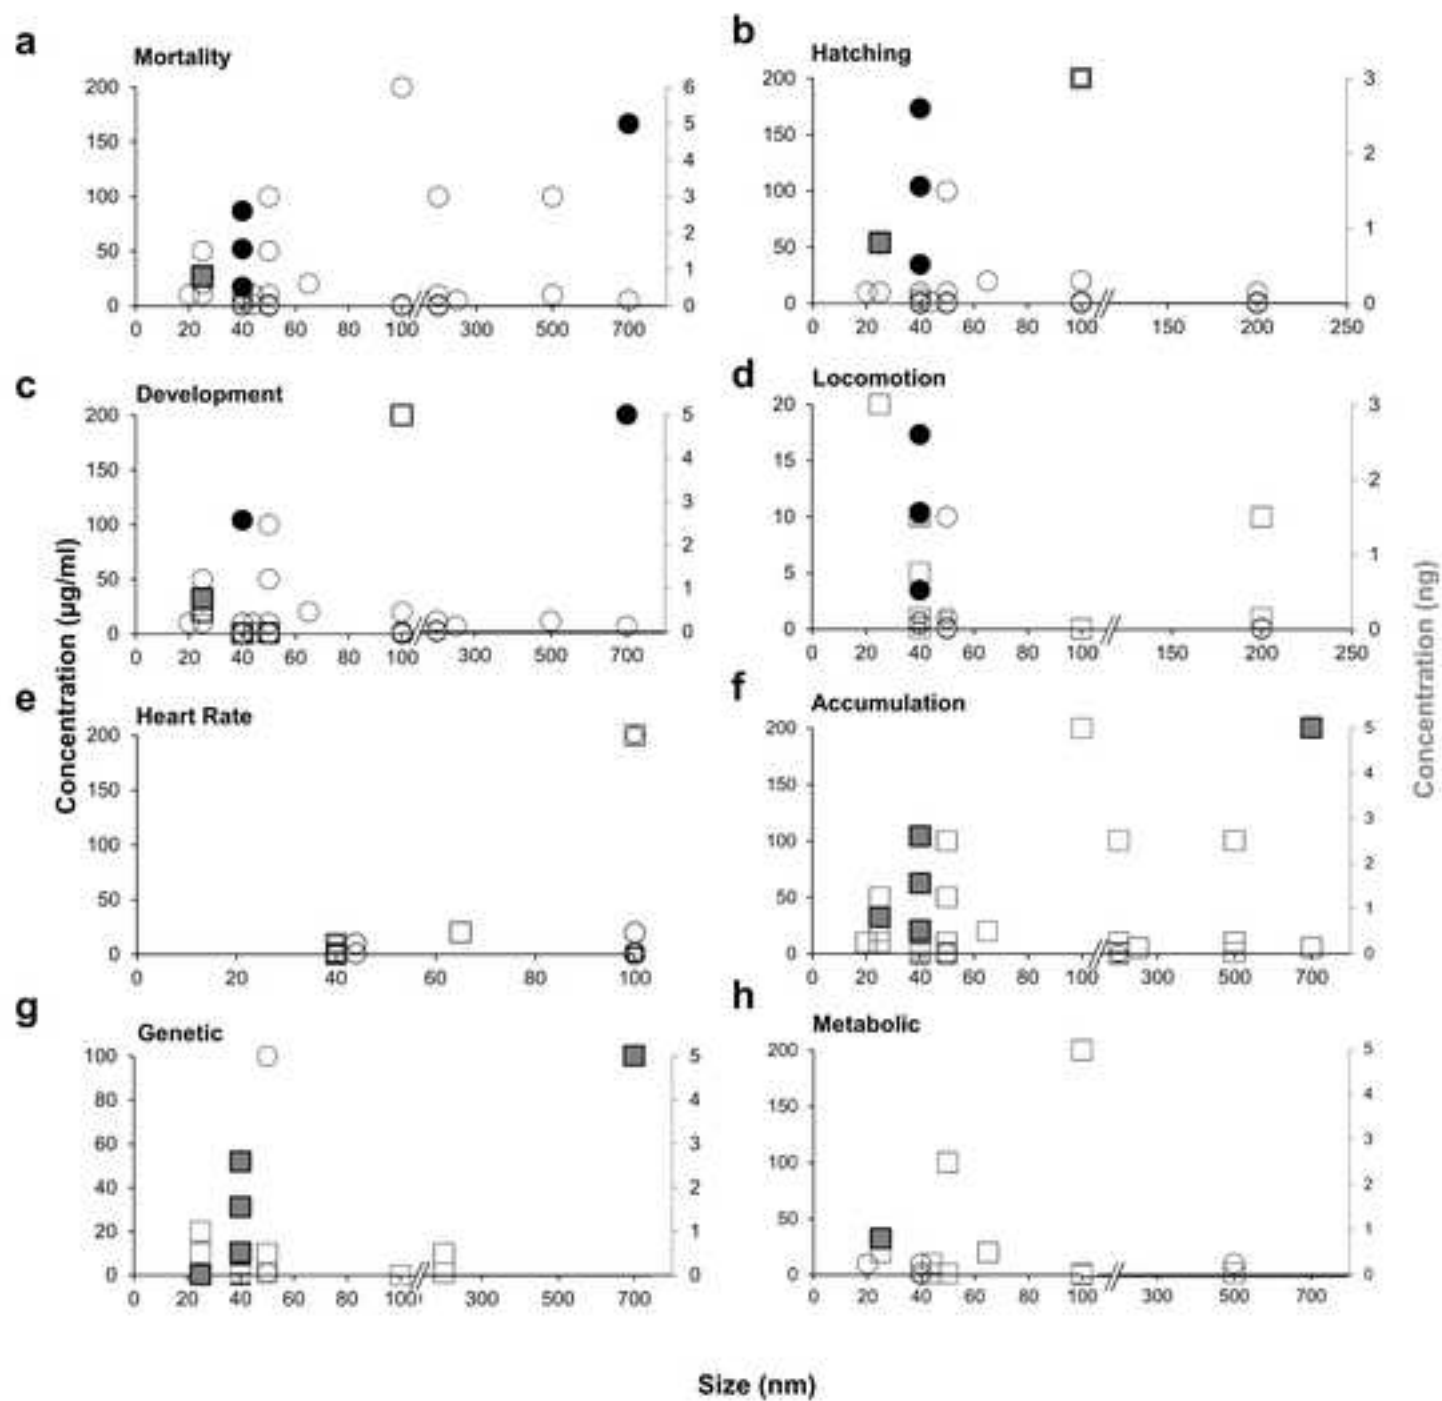 a
Mortality
200
150
100
50
0
6
5
4
3
2
1
0
0 20 40 60 80 100 300 500 700
b
Hatching
200
150
100
50
0
3
2
1
0
0 20 40 60 80 100 150 200 250
c
Development
200
150
100
50
0
5
4
3
2
1
0
0 20 40 60 80 100 300 500 700
d
Locomotion
20
15
10
5
0
3
2
1
0
0 20 40 60 80 100 150 200 250
e
Heart Rate
200
150
100
50
0
0 20 40 60 80 100
f
Accumulation
200
150
100
50
0
5
4
3
2
1
0
0 20 40 60 80 100 300 500 700
g
Genetic
100
80
60
40
20
0
5
4
3
2
1
0
0 20 40 60 80 100 300 500 700
h
Metabolic
200
150
100
50
0
5
4
3
2
1
0
0 20 40 60 80 100 300 500 700
Concentration (µg/ml)
Concentration (ng)
Size (nm)